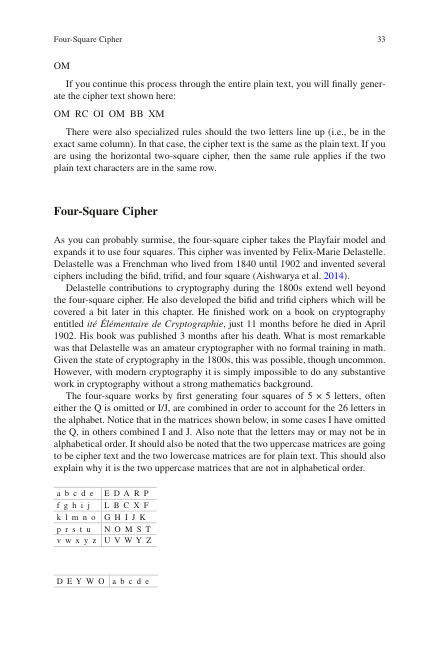 Four-Square Cipher 33
OM
If you continue this process through the entire plain text, you will finally gener-
ate the cipher text shown here:
OM RC OI OM BB XM
There were also specialized rules should the two letters line up (i.e., be in the
exact same column). In that case, the cipher text is the same as the plain text. If you
are using the horizontal two-square cipher, then the same rule applies if the two
plain text characters are in the same row.
Four-Square Cipher
As you can probably surmise, the four-square cipher takes the Playfair model and
expands it to use four squares. This cipher was invented by Felix-Marie Delastelle.
Delastelle was a Frenchman who lived from 1840 until 1902 and invented several
ciphers including the bifid, trifid, and four square (Aishwarya et al. 2014).
Delastelle contributions to cryptography during the 1800s extend well beyond
the four-square cipher. He also developed the bifid and trifid ciphers which will be
covered a bit later in this chapter. He finished work on a book on cryptography
entitled ité Élémentaire de Cryptographie, just 11 months before he died in April
1902. His book was published 3 months after his death. What is most remarkable
was that Delastelle was an amateur cryptographer with no formal training in math.
Given the state of cryptography in the 1800s, this was possible, though uncommon.
However, with modern cryptography it is simply impossible to do any substantive
work in cryptography without a strong mathematics background.
The four-square works by first generating four squares of 5 × 5 letters, often
either the Q is omitted or I/J, are combined in order to account for the 26 letters in
the alphabet. Notice that in the matrices shown below, in some cases I have omitted
the Q, in others combined I and J. Also note that the letters may or may not be in
alphabetical order. It should also be noted that the two uppercase matrices are going
to be cipher text and the two lowercase matrices are for plain text. This should also
explain why it is the two uppercase matrices that are not in alphabetical order.
a b c d e E D A R P
f g h i j L B C X F
k l m n o G H I J K
p r s t u N O M S T
v w x y z U V W Y Z
D E Y W O a b c d e